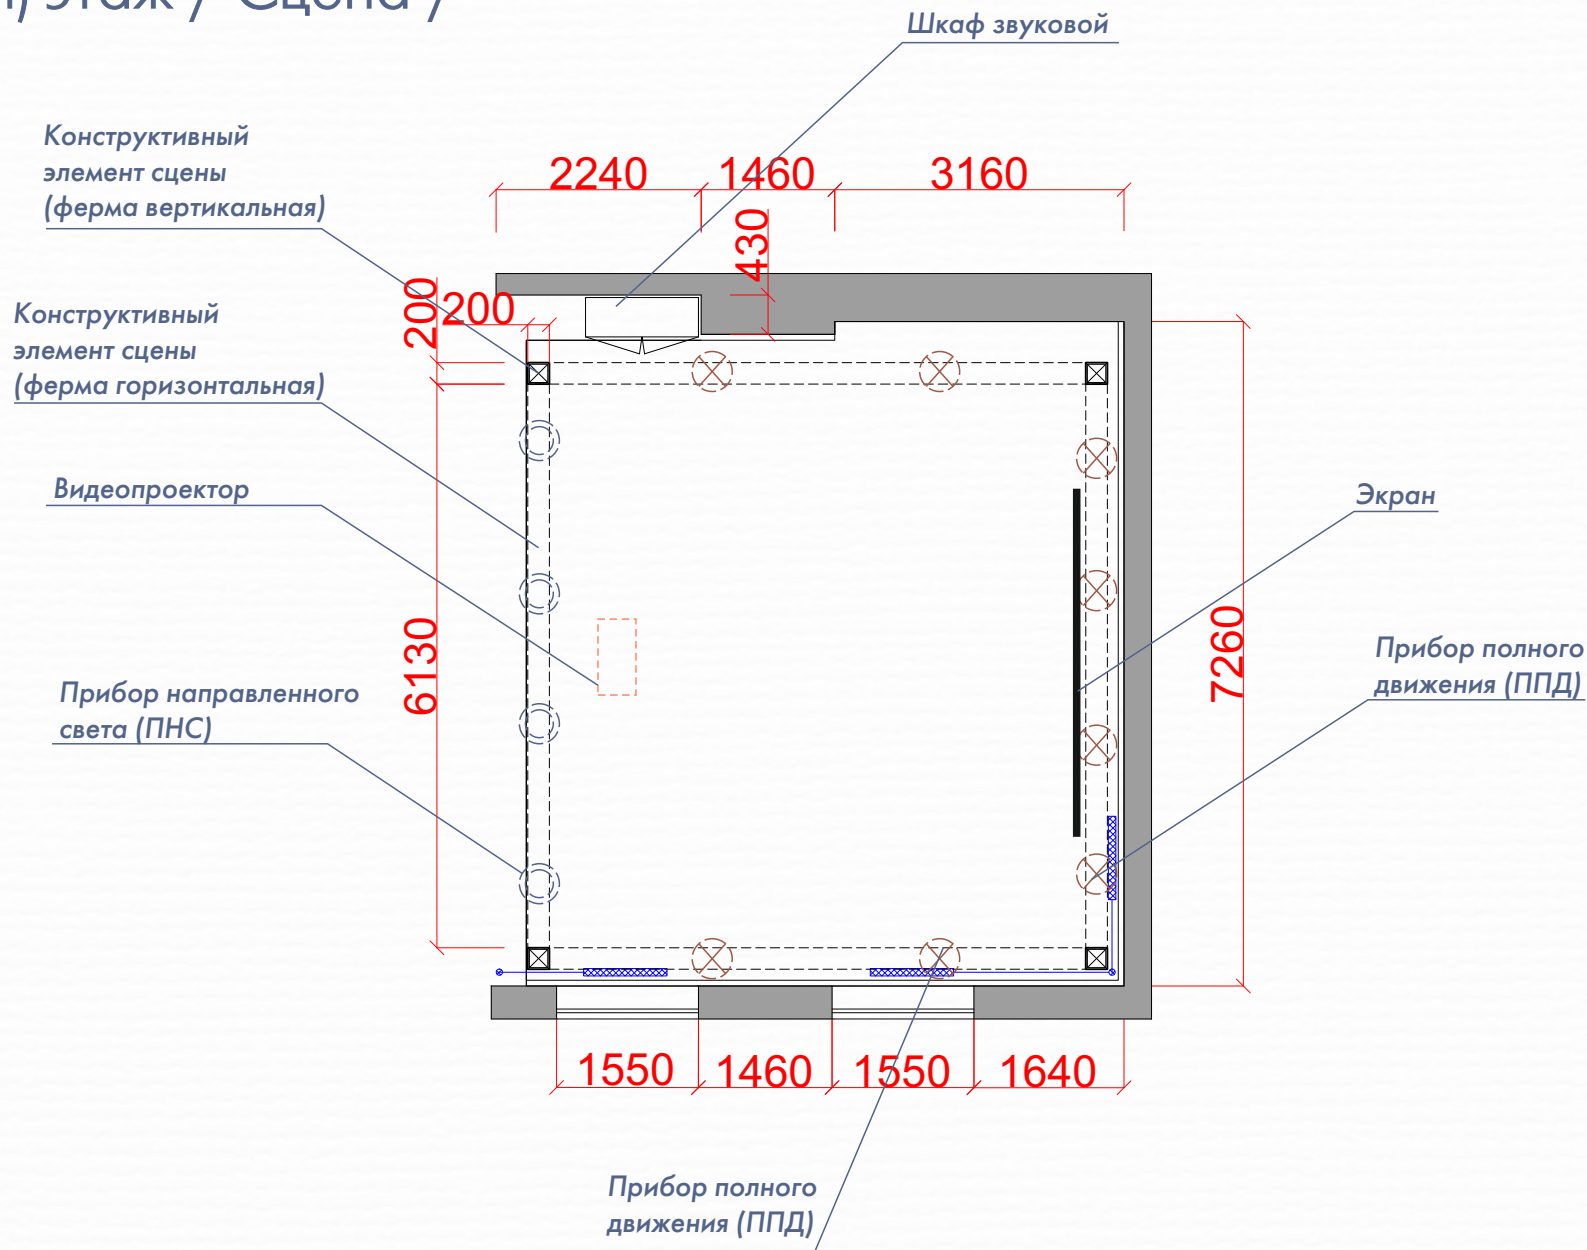 этаж / Сцена /
Шкаф звуковой
Конструктивный
элемент сцены
(ферма вертикальная)
2240
1460
3160
430
200
200
Конструктивный
элемент сцены
(ферма горизонтальная)
Видеопроектор
Экран
6130
7260
Прибор полного
движения (ППД)
Прибор направленного
света (ПНС)
1550
1460
1550
1640
Прибор полного
движения (ППД)